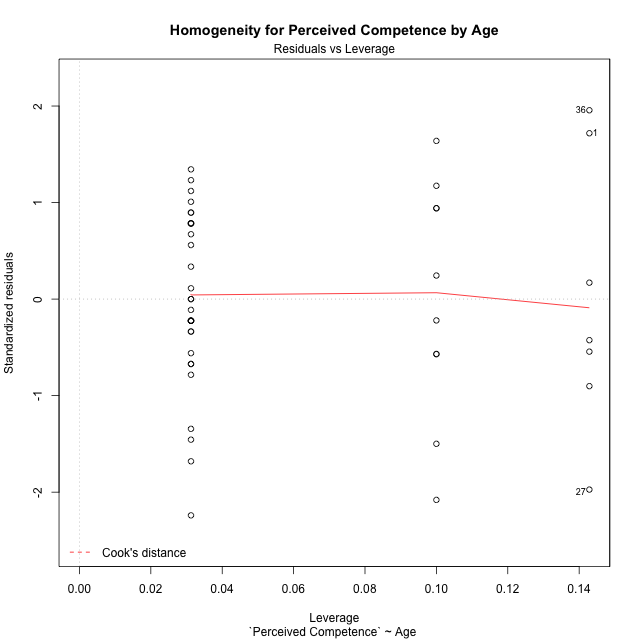 Homogeneity for Perceived Competence by Age
Residuals vs Leverage
Standardized residuals
2
1
0
-1
-2
36
1
27
Cook's distance
0.00 0.02 0.04 0.06 0.08 0.10 0.12 0.14
Leverage
`Perceived Competence` ~ Age